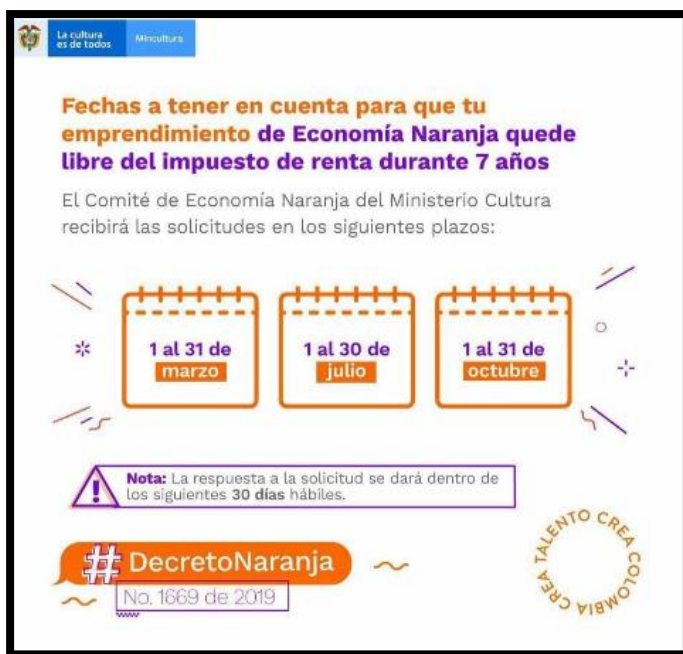 La cultura
es de todos
Mincultura
Fechas a tener en cuenta para que tu
emprendimiento de Economía Naranja quede
libre del impuesto de renta durante 7 años
El Comité de Economía Naranja del Ministerio Cultura
recibirá las solicitudes en los siguientes plazos:
1 al 31 de
marzo
1 al 30 de
julio
1 al 31 de
octubre
Nota: La respuesta a la solicitud se dará dentro de
los siguientes 30 días hábiles.
#DecretoNaranja
No. 1669 de 2019
CREA TALENTO CREA COLOMBIA